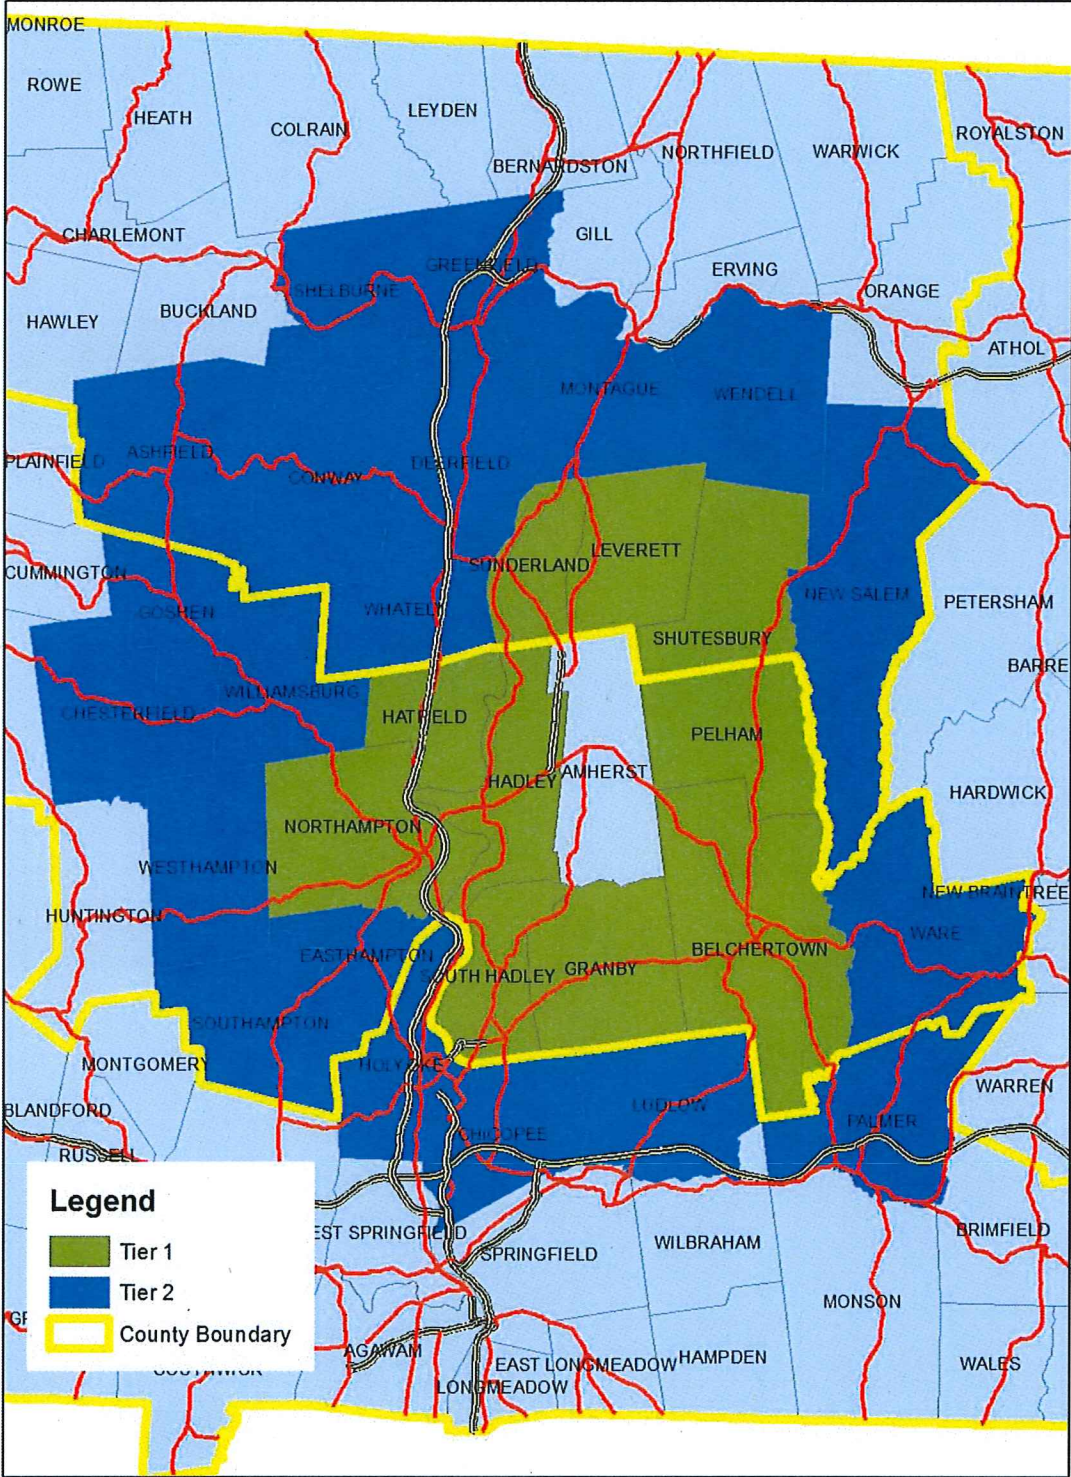 MONROE
ROWE
HEATH
COLRAIN
LEYDEN
BERNARDSTON
NORTHFIELD
WARWICK
ROYALSTON
CHARLEMONT
GILL
GREENFIELD
SHELBURNE
ERVING
ORANGE
HAWLEY
BUCKLAND
ATHOL
MONTAGUE
WENDELL
PLAINFIELD
ASHFIELD
CONWAY
DEERFIELD
LEVERETT
SUNDERLAND
CUMMINGTON
GOSHEN
WHATELY
NEW SALEM
PETERSHAM
SHUTESBURY
BARRE
CHESTERFIELD
WILLIAMSBURG
HATFIELD
PELHAM
HADLEY
AMHERST
HARDWICK
NORTHAMPTON
WESTHAMPTON
NEW BRAINTREE
HUNTINGTON
WARE
EASTHAMPTON
SOUTH HADLEY
GRANBY
BELCHERTOWN
SOUTHAMPTON
MONTGOMERY
HOLYOKE
WARREN
BLANDFORD
LUDLOW
PALMER
CHICOPEE
RUSSELL
Legend
Tier 1
Tier 2
County Boundary
EST SPRINGFIELD
SPRINGFIELD
WILBRAHAM
BRIMFIELD
MONSON
AGAWAM
EAST LONGMEADOW
HAMPDEN
WALES
LONGMEADOW